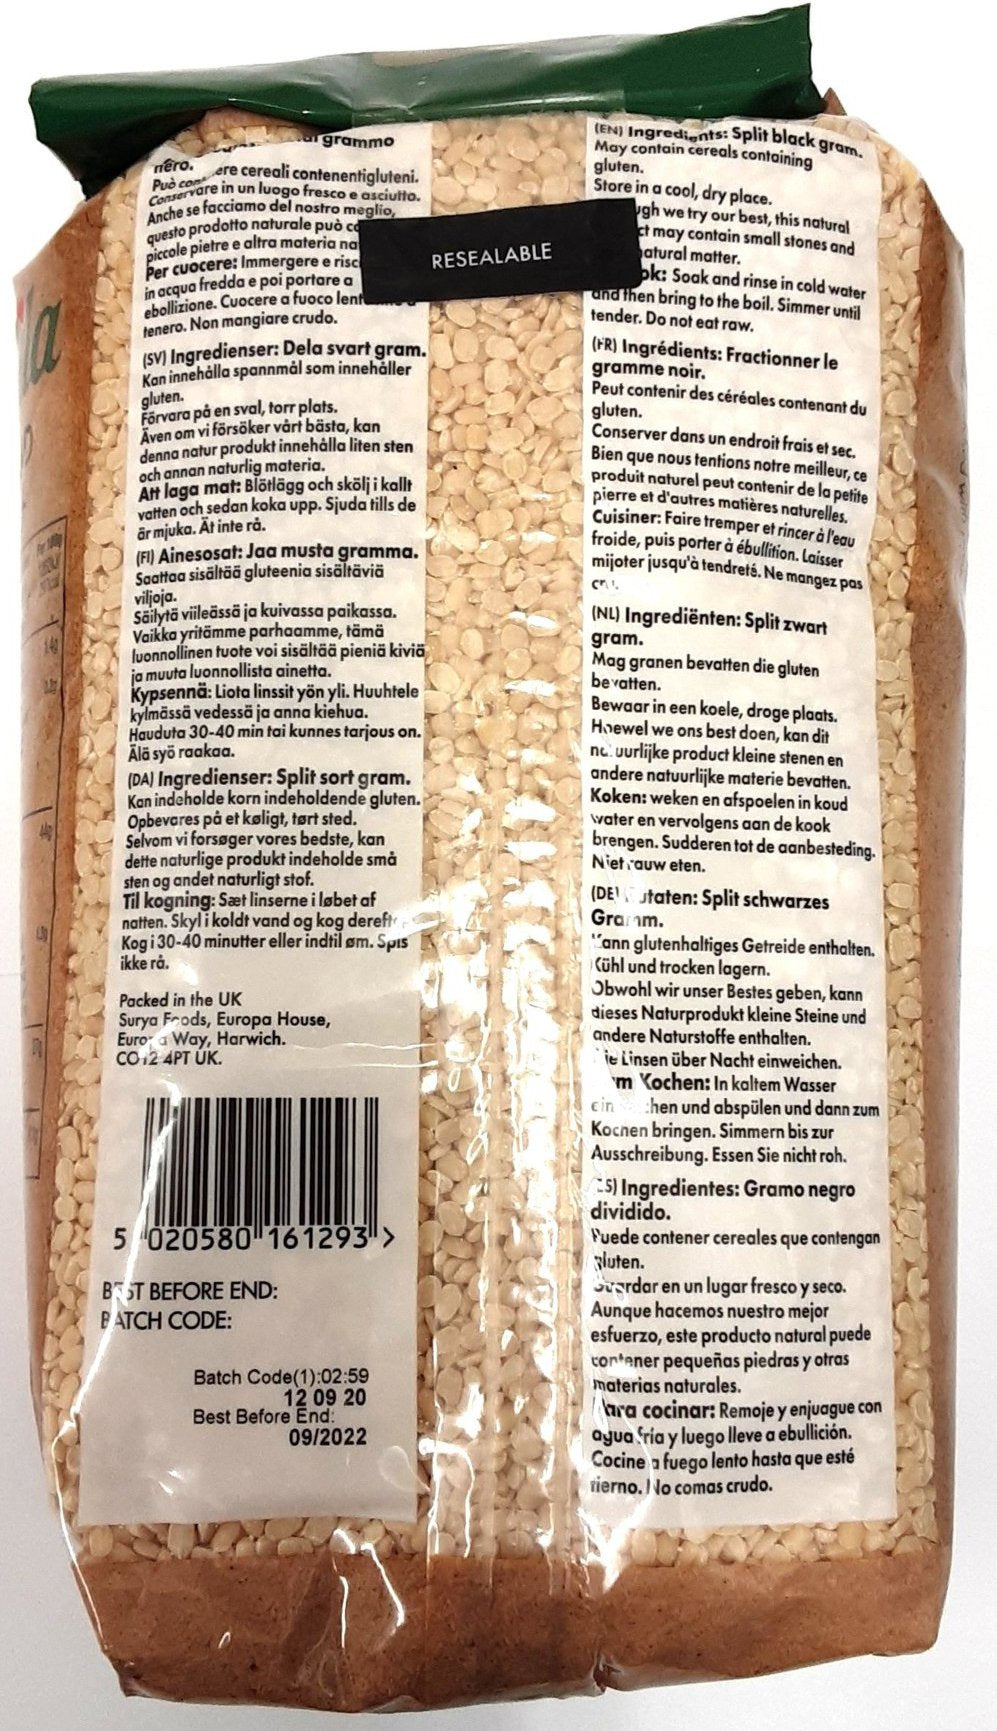 grammo
nero.
Può ere cereali contenentigluteni.
Conservare in un luogo fresco e asciutto.
Anche se facciamo del nostro meglio,
questo prodotto naturale può
piccole pietre e altra materia
Per cuocere: Immergere e
in acqua fredda e poi portare a
ebollizione. Cuocere a fuoco
tenero. Non mangiare crudo.
(SV) Ingredienser: Dela svart gram.
Kan innehålla spannmål som innehåller
gluten.
Förvara på en sval, torr plats.
Även om vi försöker vårt bästa, kan
denna natur produkt innehålla liten sten
och annan naturlig materia.
Att laga mat: Blötlägg och skölj i kallt
vatten och sedan koka upp. Sjuda tills de
är mjuka. Ät inte rå.
(FI) Ainesosat: Jaa musta gramma.
Saattaa sisältää gluteenia sisältäviä
viljoja.
Säilytä viileässä ja kuivassa paikassa.
Vaikka yritämme parhaamme, tämä
luonnollinen tuote voi sisältää pieniä kiviä
ja muuta luonnollista ainetta.
Kypsennä: Liota linssit yön yli. Huuhtele
kylmässä vedessä ja anna kiehua.
Hauduta 30-40 min tai kunnes tarjous on.
Älä syö raakaa.
(DA) Ingredienser: Split sort gram.
Kan indeholde korn indeholdende gluten.
Opbevares på et køligt, tørt sted.
Selvom vi forsøger vores bedste, kan
dette naturlige produkt indeholde små
sten og andet naturligt stof.
Til kogning: Sæt linserne i løbet af
natten. Skyl i koldt vand og kog
Kog i 30-40 minutter eller indtil øm. Spis
ikke rå.
Packed in the UK
Surya Foods, Europa House,
Europa Way, Harwich.
CO12 4PT UK.
5 020580 161293 >
BEST BEFORE END:
BATCH CODE:
Batch Code(1):02:59
12 09 20
Best Before End:
09/2022
RESEALABLE
(EN) Ingredients: Split black gram.
May contain cereals containing
gluten.
Store in a cool, dry place.
ugh we try our best, this natural
ct may contain small stones and
natural matter.
ok: Soak and rinse in cold water
and then bring to the boil. Simmer until
tender. Do not eat raw.
(FR) Ingrédients: Fractionner le
gramme noir.
Peut contenir des céréales contenant du
gluten.
Conserver dans un endroit frais et sec.
Bien que nous tentions notre meilleur, ce
produit naturel peut contenir de la petite
pierre et d'autres matières naturelles.
Cuisiner: Faire tremper et rincer à l'eau
froide, puis porter à ébullition. Laisser
mijoter jusqu'à tendreté. Ne mangez pas
cru.
(NL) Ingrediënten: Split zwart
gram.
Mag granen bevatten die gluten
bevatten.
Bewaar in een koele, droge plaats.
Hoewel we ons best doen, kan dit
natuurlijke product kleine stenen en
andere natuurlijke materie bevatten.
Koken: weken en afspoelen in koud
water en vervolgens aan de kook
brengen. Sudderen tot de aanbesteding.
Niet rauw eten.
(DE) utaten: Split schwarzes
Gramm.
Kann glutenhaltiges Getreide enthalten.
Kühl und trocken lagern.
Obwohl wir unser Bestes geben, kann
dieses Naturprodukt kleine Steine und
andere Naturstoffe enthalten.
Die Linsen über Nacht einweichen.
Kochen: In kaltem Wasser
und abspülen und dann zum
Kochen bringen. Simmern bis zur
Ausschreibung. Essen Sie nicht roh.
(ES) Ingredientes: Gramo negro
dividido.
Puede contener cereales que contengan
gluten.
Guardar en un lugar fresco y seco.
Aunque hacemos nuestro mejor
esfuerzo, este producto natural puede
contener pequeñas piedras y otras
materias naturales.
Para cocinar: Remoje y enjuague con
agua fría y luego lleve a ebullición.
Cocine a fuego lento hasta que esté
tierno. No comas crudo.